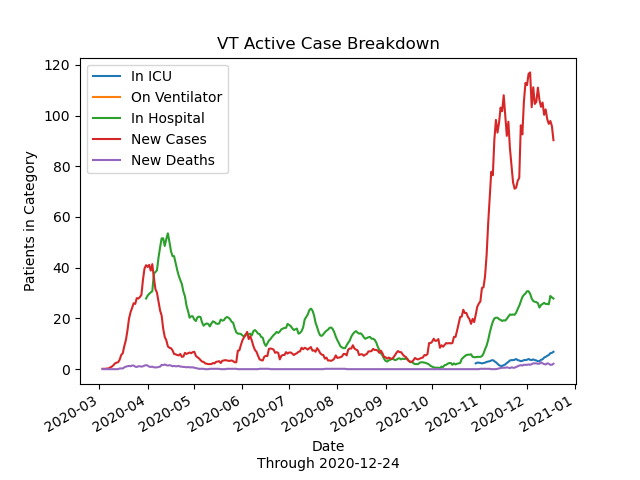 VT Active Case Breakdown
120
100
80
60
40
20
0
Patients in Category
In ICU
On Ventilator
In Hospital
New Cases
New Deaths
2020-03
2020-04
2020-05
2020-06
2020-07
2020-08
2020-09
2020-10
2020-11
2020-12
2021-01
Date
Through 2020-12-24